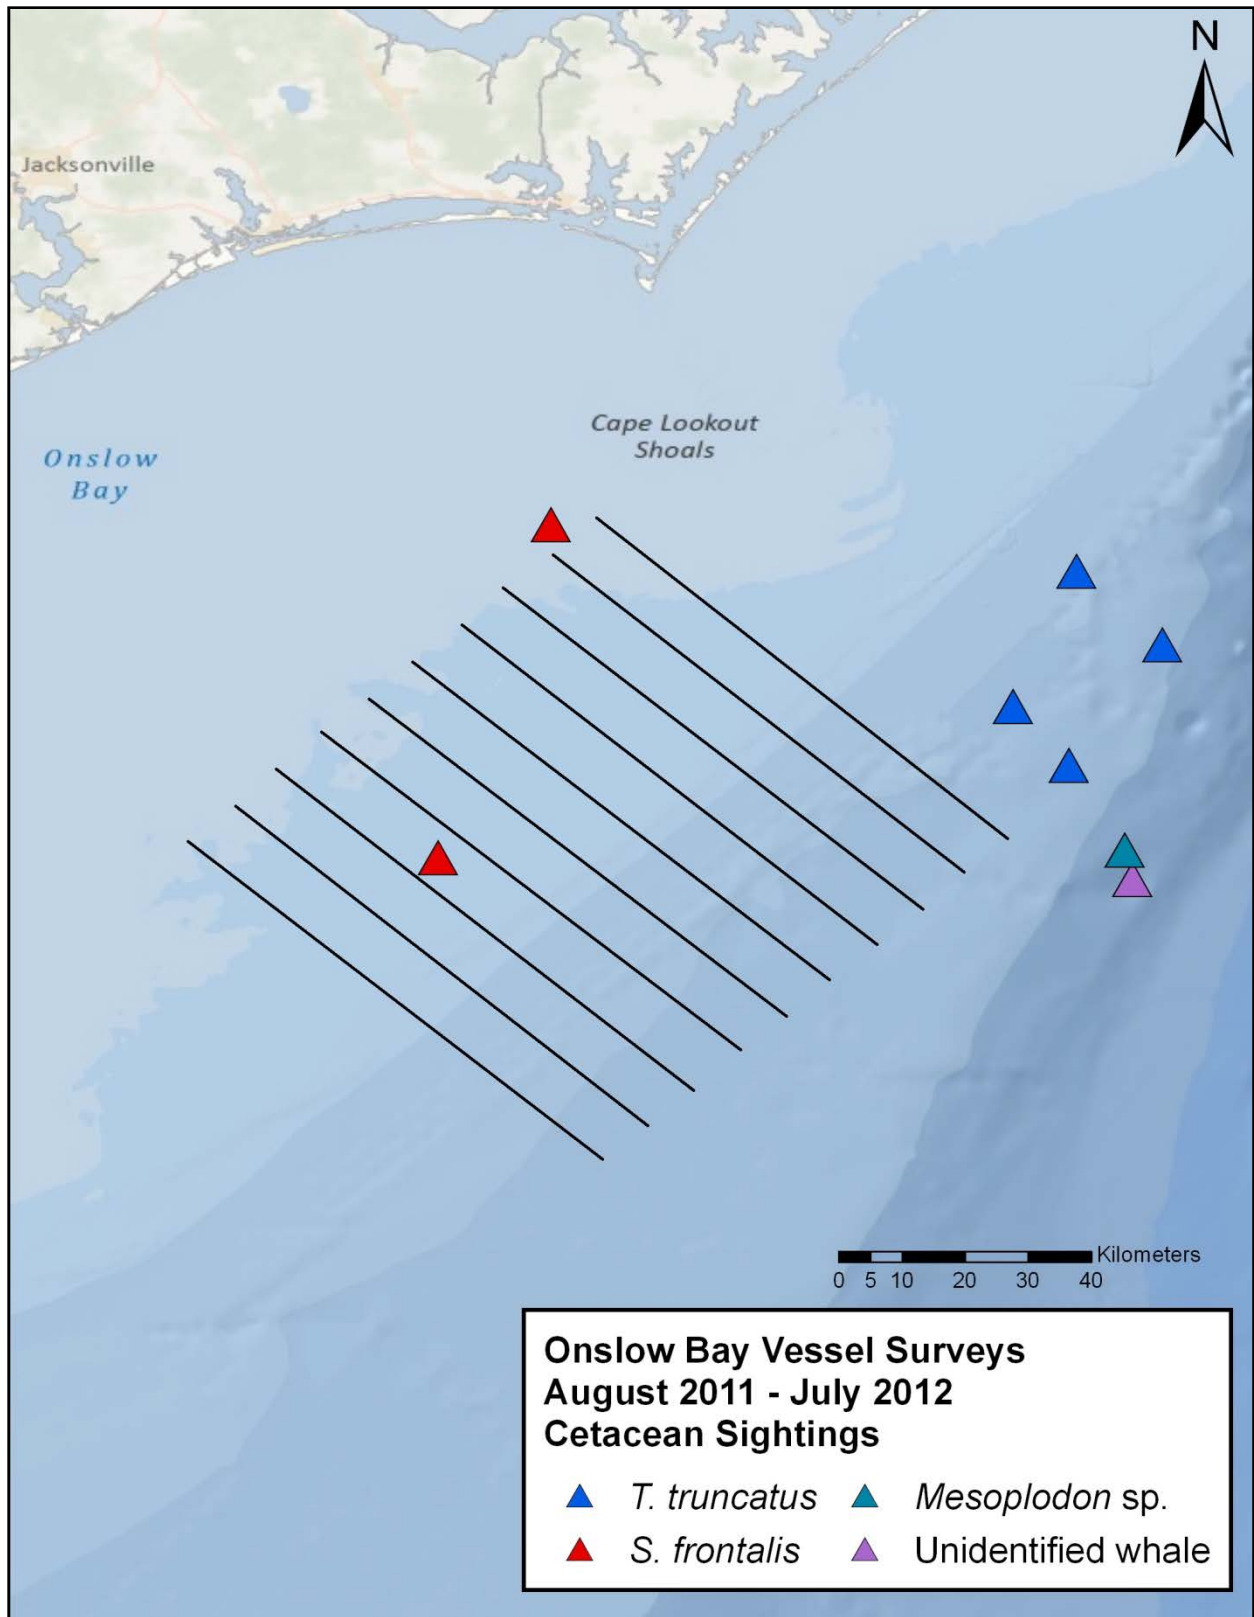 N
Jacksonville
Cape Lookout
Shoals
Onslow
Bay
Kilometers
0 5 10 20 30 40
Onslow Bay Vessel Surveys
August 2011 - July 2012
Cetacean Sightings
T. truncatus Mesoplodon sp.
S. frontalis Unidentified whale